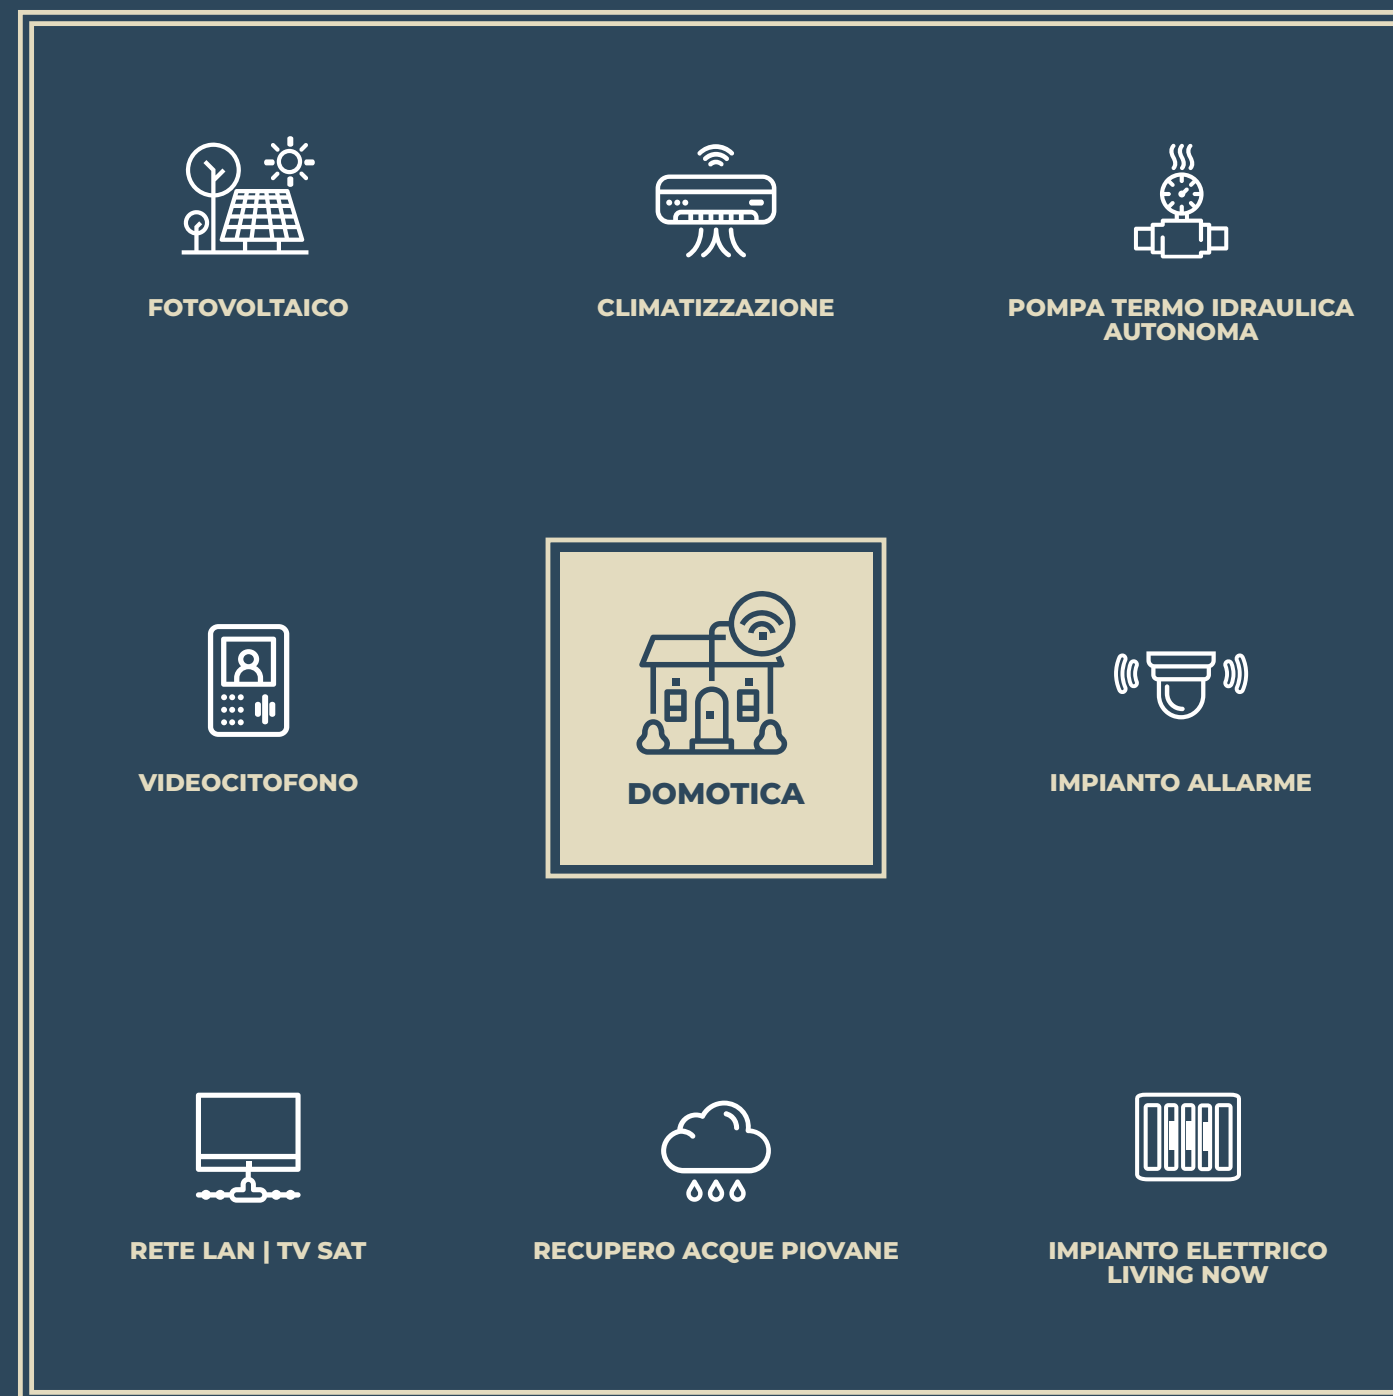 FOTOVOLTAICO
CLIMATIZZAZIONE
POMPA TERMO IDRAULICA
AUTONOMA
VIDEOCITOFONO
DOMOTICA
IMPIANTO ALLARME
RETE LAN | TV SAT
RECUPERO ACQUE PIOVANE
IMPIANTO ELETTRICO
LIVING NOW